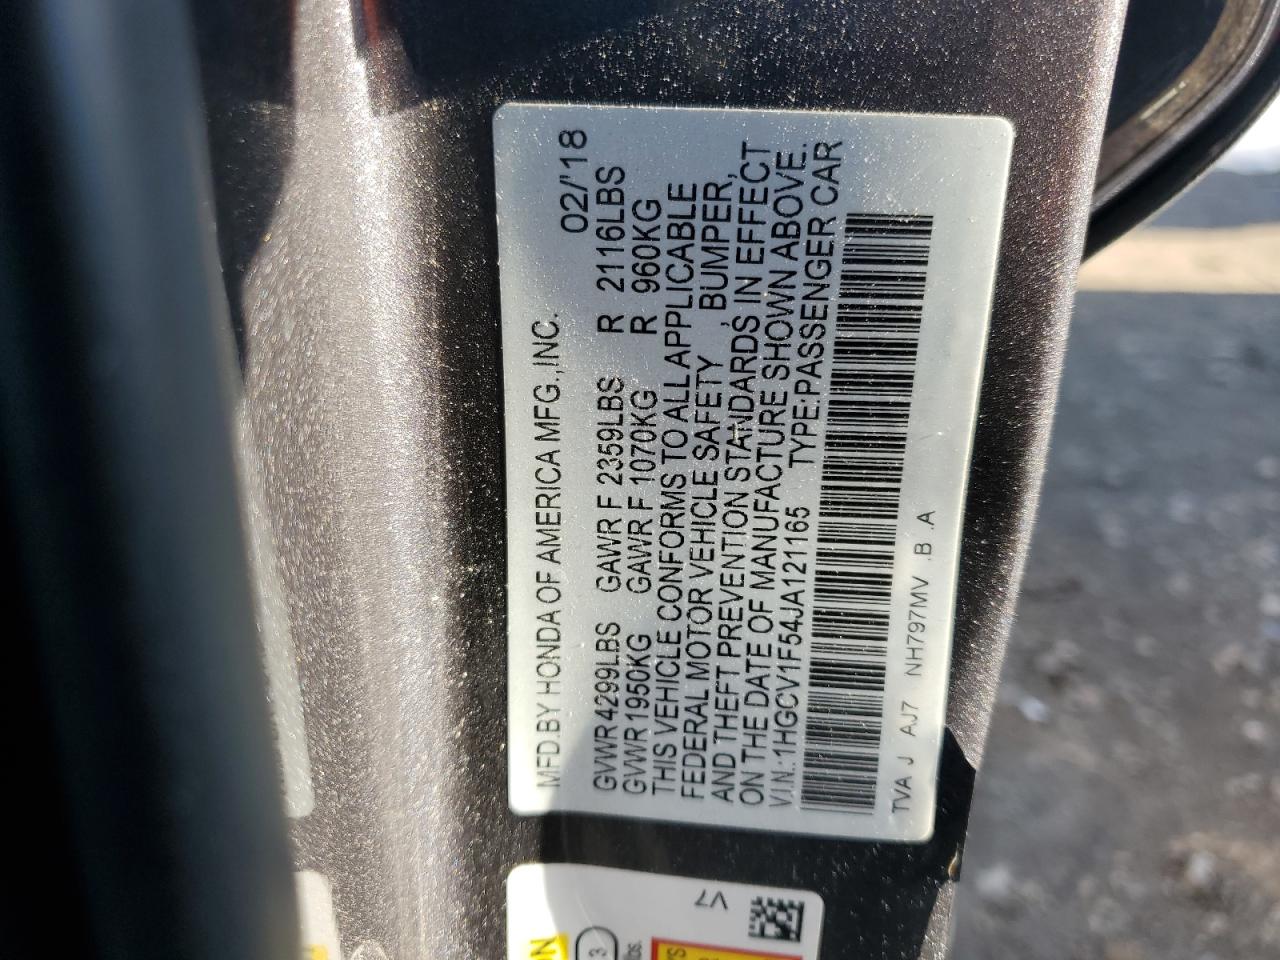 MFD.BY HONDA OF AMERICA MFG.,INC. 02/'18
GVWR 4299LBS GAWR F 2359LBS R 2116LBS
GVWR 1950KG GAWR F 1070KG R 960KG
THIS VEHICLE CONFORMS TO ALL APPLICABLE
FEDERAL MOTOR VEHICLE SAFETY, BUMPER,
AND THEFT PREVENTION STANDARDS IN EFFECT
ON THE DATE OF MANUFACTURE SHOWN ABOVE.
V.I.N.:1HGCV1F54JA121165 TYPE:PASSENGER CAR
TVA J AJ7 NH797MV .B .A
V7
3